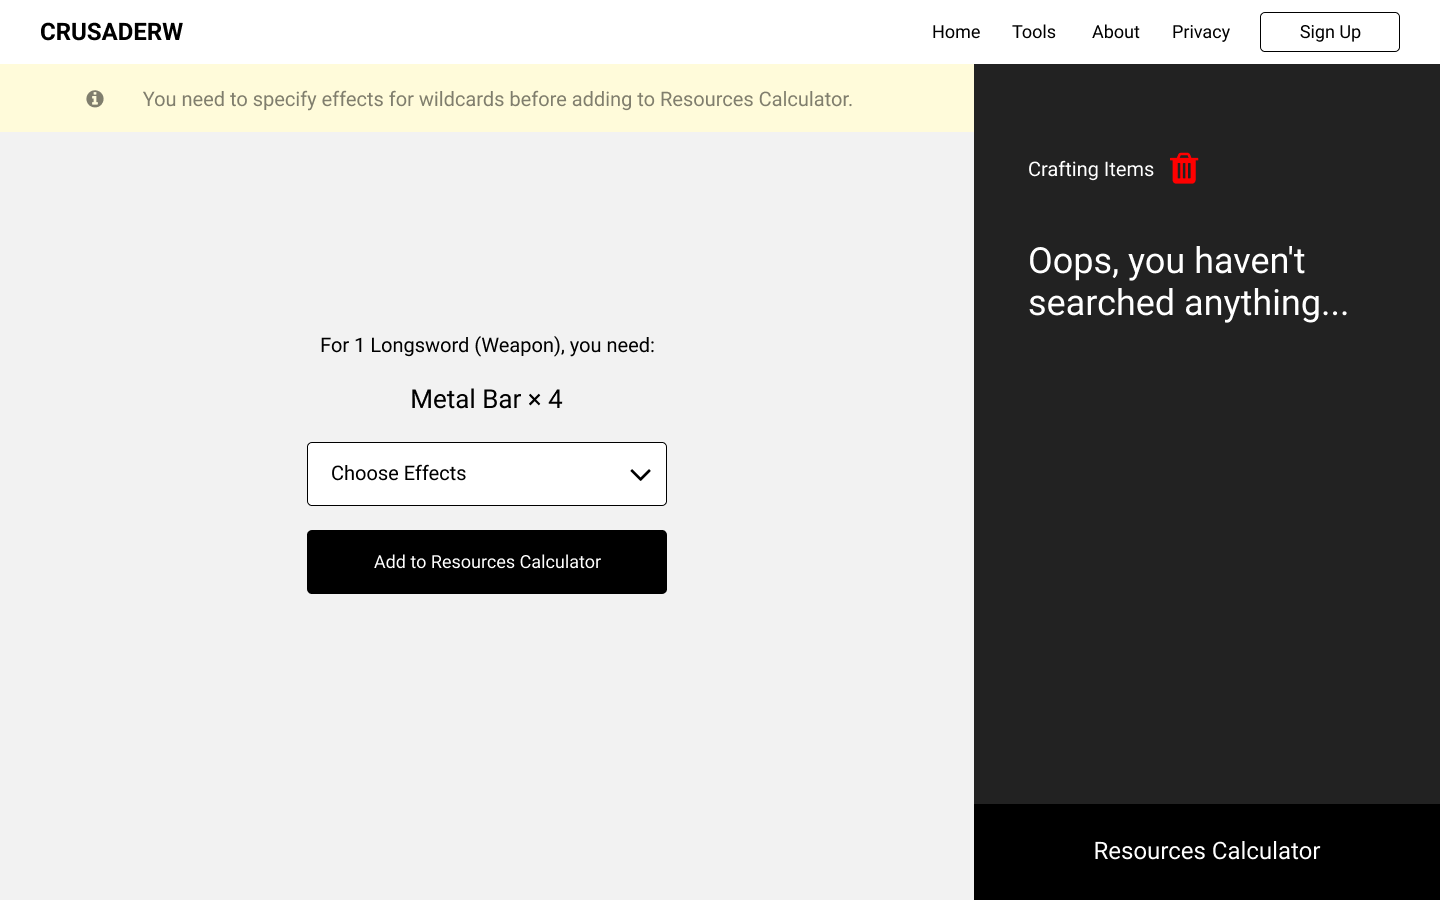 CRUSADERW
Home
Tools
About
Privacy
Sign Up
You need to specify effects for wildcards before adding to Resources Calculator.
For 1 Longsword (Weapon), you need:
Metal Bar × 4
Choose Effects
Add to Resources Calculator
Crafting Items
Oops, you haven't
searched anything...
Resources Calculator